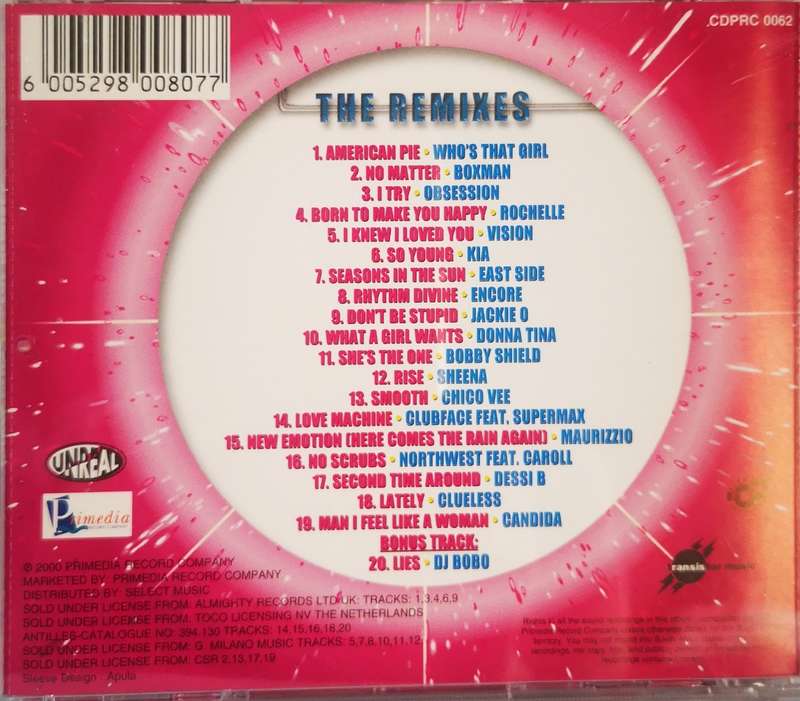 CDPRC 0062
6 005298 008077
THE REMIXES
1. AMERICAN PIE • WHO'S THAT GIRL
2. NO MATTER • BOXMAN
3. I TRY • OBSESSION
4. BORN TO MAKE YOU HAPPY • ROCHELLE
5. I KNEW I LOVED YOU • VISION
6. SO YOUNG • KIA
7. SEASONS IN THE SUN • EAST SIDE
8. RHYTHM DIVINE • ENCORE
9. DON'T BE STUPID • JACKIE O
10. WHAT A GIRL WANTS • DONNA TINA
11. SHE'S THE ONE • BOBBY SHIELD
12. RISE • SHEENA
13. SMOOTH • CHICO VEE
14. LOVE MACHINE • CLUBFACE FEAT. SUPERMAX
15. NEW EMOTION (HERE COMES THE RAIN AGAIN) • MAURIZZIO
16. NO SCRUBS • NORTHWEST FEAT. CAROLL
17. SECOND TIME AROUND • DESSI B
18. LATELY • CLUELESS
19. MAN I FEEL LIKE A WOMAN • CANDIDA
BONUS TRACK:
20. LIES • DJ BOBO
UNREAL
Primedia
RECORD COMPANY
© 2000 PRIMEDIA RECORD COMPANY
MARKETED BY: PRIMEDIA RECORD COMPANY
DISTRIBUTED BY: SELECT MUSIC
SOLD UNDER LICENSE FROM: ALMIGHTY RECORDS LTD UK: TRACKS: 1,3,4,6,9
SOLD UNDER LICENSE FROM: TOCO LICENSING NV THE NETHERLANDS
ANTILLES-CATALOGUE NO: 394.130 TRACKS: 14,15,16,18,20
SOLD UNDER LICENSE FROM: G. MILANO MUSIC TRACKS: 5,7,8,10,11,12
SOLD UNDER LICENSE FROM: CSR 2,13,17,19
Sleeve Design : Apula